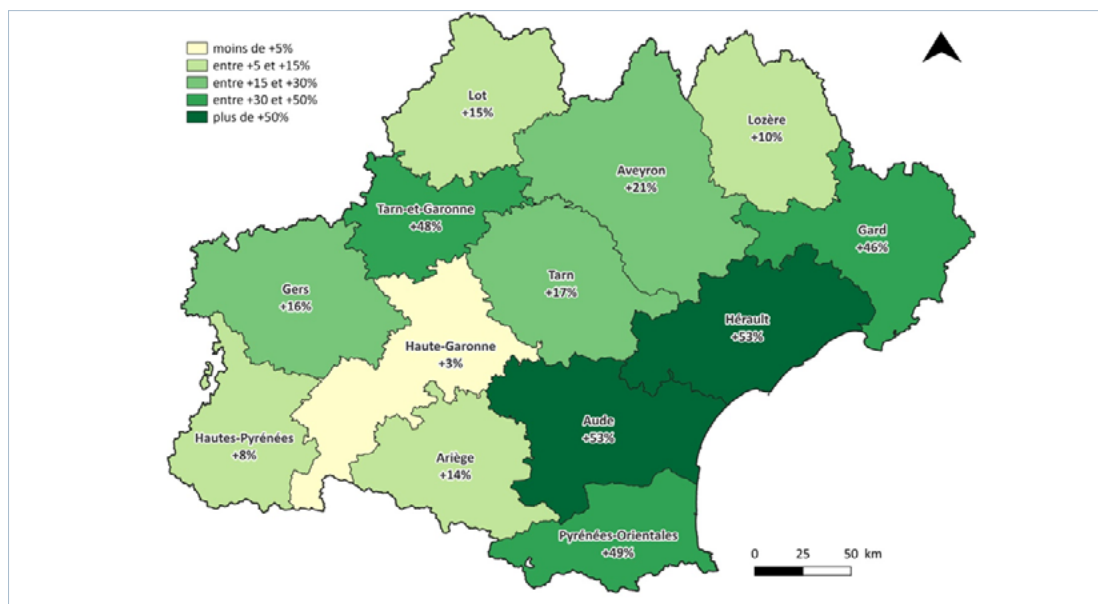 moins de +5%
entre +5 et +15%
entre +15 et +30%
entre +30 et +50%
plus de +50%
Lot
+15%
Lozère
+10%
Aveyron
+21%
Tarn-et-Garonne
+48%
Gard
+46%
Tarn
+17%
Gers
+16%
Hérault
+53%
Haute-Garonne
+3%
Aude
+53%
Hautes-Pyrénées
+8%
Ariège
+14%
Pyrénées-Orientales
+49%
0 25 50 km